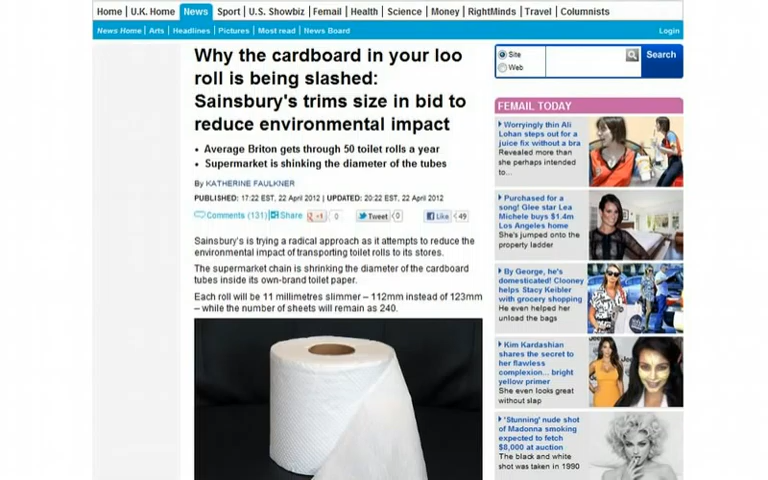 Home U.K. Home News Sport U.S. Showbiz Femail Health Science Money RightMinds Travel Columnists
News Home Arts Headlines Pictures Most read News Board Login
Why the cardboard in your loo
roll is being slashed:
Sainsbury's trims size in bid to
reduce environmental impact
• Average Briton gets through 50 toilet rolls a year
• Supermarket is shinking the diameter of the tubes
By KATHERINE FAULKNER
PUBLISHED: 17:22 EST, 22 April 2012 | UPDATED: 20:22 EST, 22 April 2012
Comments (131) Share +1 0 Tweet 0 Like 49
Sainsbury's is trying a radical approach as it attempts to reduce the
environmental impact of transporting toilet rolls to its stores.
The supermarket chain is shrinking the diameter of the cardboard
tubes inside its own-brand toilet paper.
Each roll will be 11 millimetres slimmer – 112mm instead of 123mm
– while the number of sheets will remain as 240.
Site
Web
Search
FEMAIL TODAY
Worryingly thin Ali
Lohan steps out for a
juice fix without a bra
Revealed more than
she perhaps intended
to...
Purchased for a
song! Glee star Lea
Michele buys $1.4m
Los Angeles home
She's jumped onto the
property ladder
By George, he's
domesticated! Clooney
helps Stacy Keibler
with grocery shopping
He even helped her
unload the bags
Kim Kardashian
shares the secret to
her flawless
complexion... bright
yellow primer
She even looks great
without slap
'Stunning' nude shot
of Madonna smoking
expected to fetch
$8,000 at auction
The black and white
shot was taken in 1990